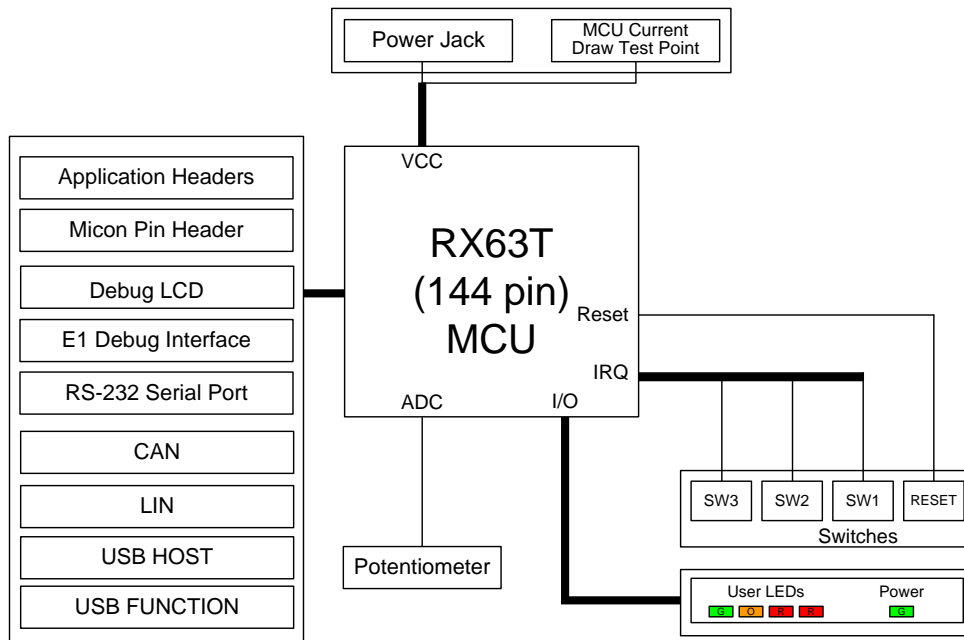 Power Jack
MCU Current
Draw Test Point
VCC
Application Headers
Micon Pin Header
Debug LCD
E1 Debug Interface
RS-232 Serial Port
CAN
LIN
USB HOST
USB FUNCTION
RX63T
(144 pin)
MCU
Reset
IRQ
ADC
I/O
Potentiometer
SW3
SW2
SW1
RESET
Switches
User LEDs
Power
G
O
R
R
G